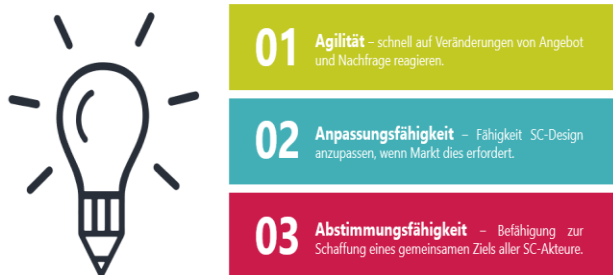 01
Agilität – schnell auf Veränderungen von Angebot
und Nachfrage reagieren.
02
Anpassungsfähigkeit – Fähigkeit SC-Design
anzupassen, wenn Markt dies erfordert.
03
Abstimmungsfähigkeit – Befähigung zur
Schaffung eines gemeinsamen Ziels aller SC-Akteure.